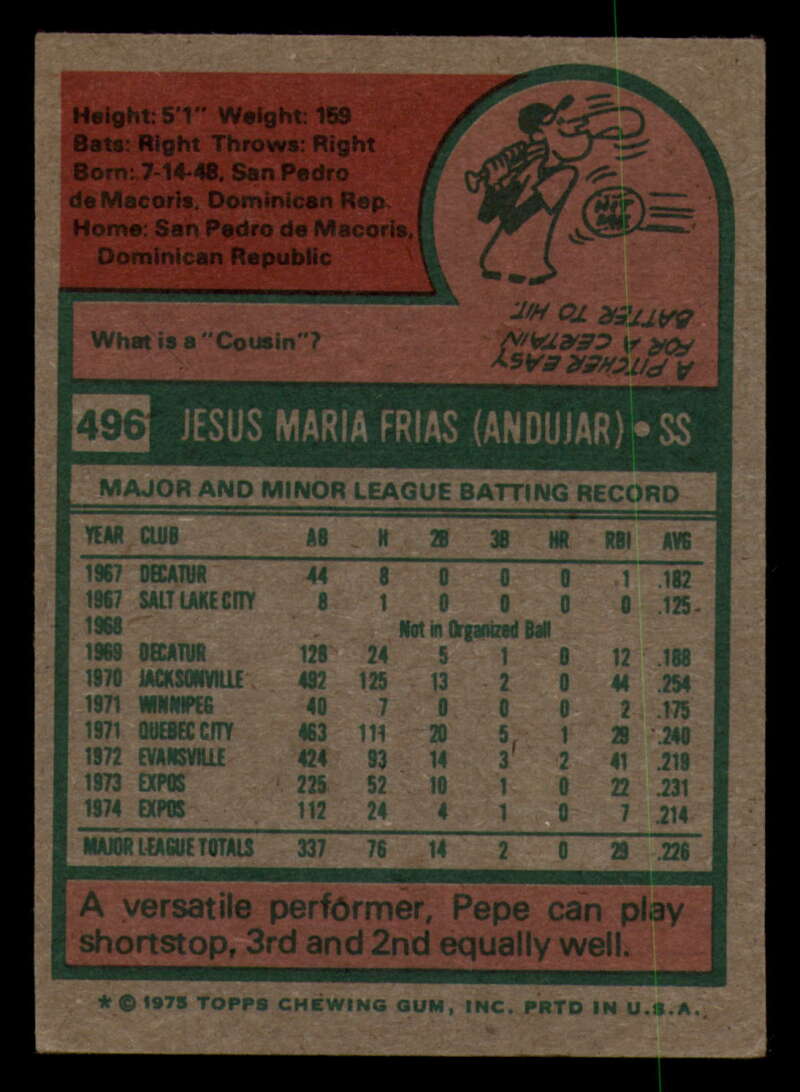 Height: 5'1" Weight: 159
Bats: Right Throws: Right
Born: 7-14-48, San Pedro
de Macoris, Dominican Rep.
Home: San Pedro de Macoris,
Dominican Republic
HIT ME
What is a "Cousin"?
A PITCHER EASY
FOR A CERTAIN
BATTER TO HIT.
496 JESUS MARIA FRIAS (ANDUJAR) • SS
MAJOR AND MINOR LEAGUE BATTING RECORD
YEAR CLUB AB H 2B 3B HR RBI AVG
1967 DECATUR 44 8 0 0 0 1 .182
1967 SALT LAKE CITY 8 1 0 0 0 0 .125
1968 Not in Organized Ball
1969 DECATUR 128 24 5 1 0 12 .188
1970 JACKSONVILLE 492 125 13 2 0 44 .254
1971 WINNIPEG 40 7 0 0 0 2 .175
1971 QUEBEC CITY 463 111 20 5 1 29 .240
1972 EVANSVILLE 424 93 14 3 2 41 .219
1973 EXPOS 225 52 10 1 0 22 .231
1974 EXPOS 112 24 4 1 0 7 .214
MAJOR LEAGUE TOTALS 337 76 14 2 0 29 .226
A versatile performer, Pepe can play
shortstop, 3rd and 2nd equally well.
* © 1975 TOPPS CHEWING GUM, INC. PRTD IN U.S.A.